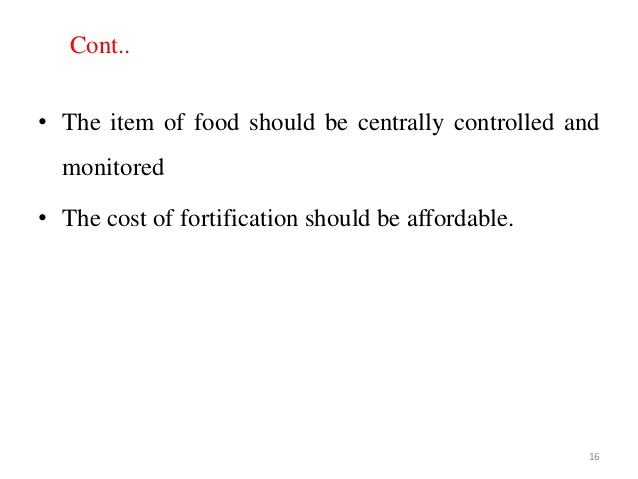 Cont..
• The item of food should be centrally controlled and
monitored
• The cost of fortification should be affordable.
16